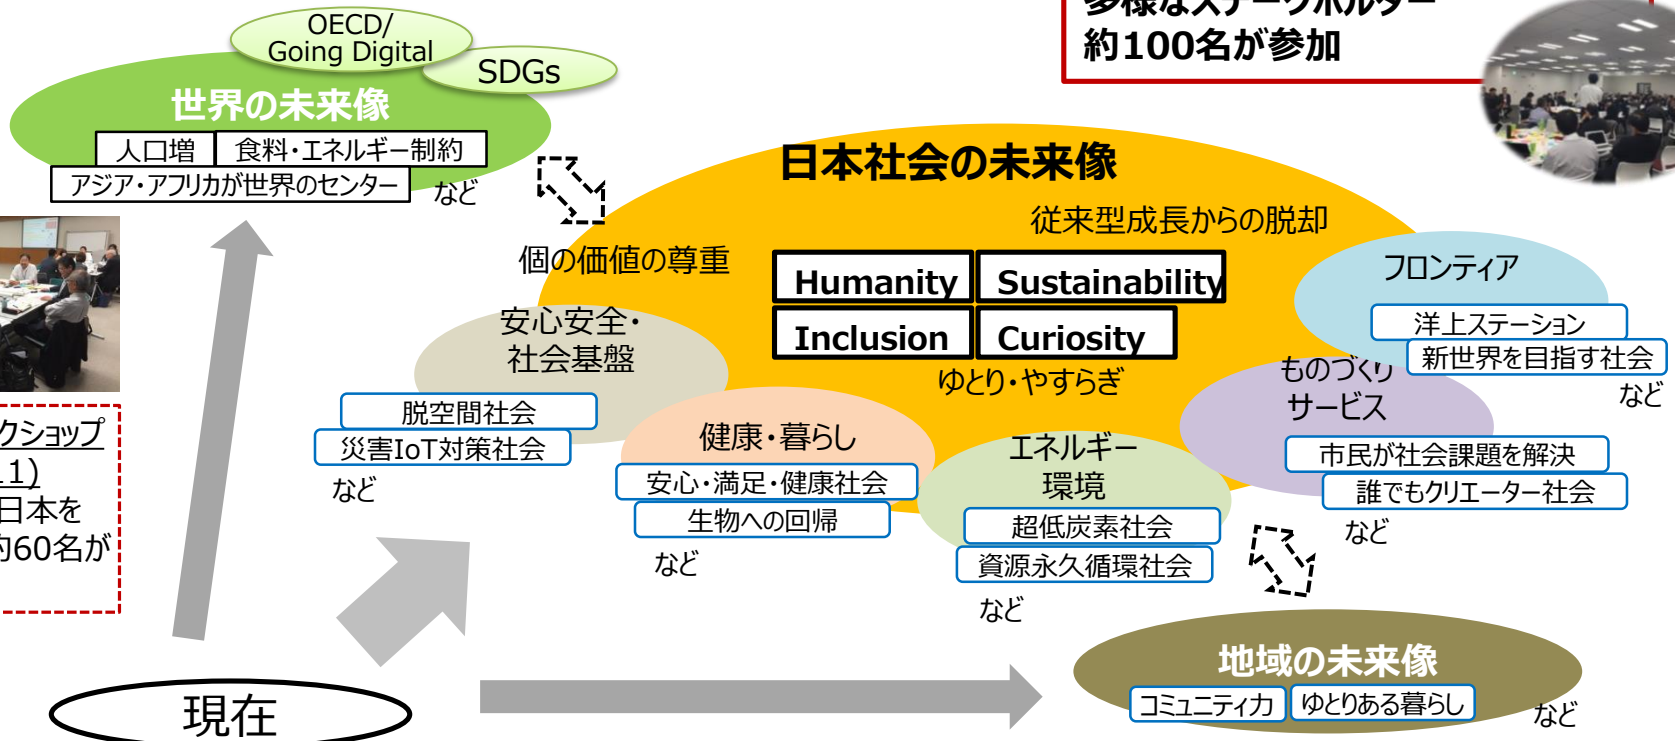 多様なステークホルダー
約100名が参加
OECD/
Going Digital
SDGs
世界の未来像
人口増
食料・エネルギー制約
アジア・アフリカが世界のセンター
など
日本社会の未来像
従来型成長からの脱却
個の価値の尊重
Humanity
Sustainability
Inclusion
Curiosity
ゆとり・やすらぎ
フロンティア
洋上ステーション
新世界を目指す社会
など
安心安全・
社会基盤
脱空間社会
災害IoT対策社会
など
健康・暮らし
安心・満足・健康社会
生物への回帰
など
エネルギー
環境
超低炭素社会
資源永久循環社会
など
ものづくり
サービス
市民が社会課題を解決
誰でもクリエーター社会
など
クショップ
1)
日本を
約60名が
地域の未来像
コミュニティ力
ゆとりある暮らし
など
現在